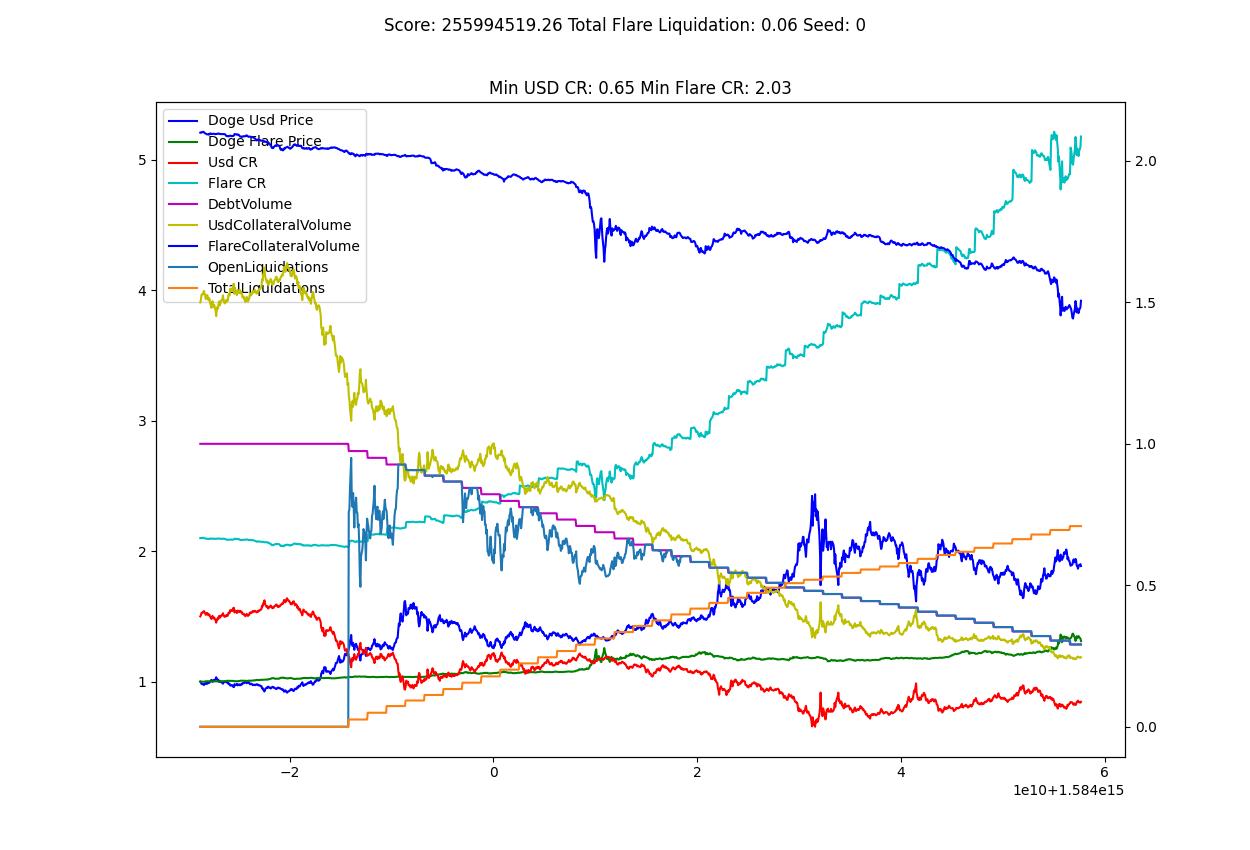 Score: 255994519.26 Total Flare Liquidation: 0.06 Seed: 0
Min USD CR: 0.65 Min Flare CR: 2.03
Doge Usd Price
Doge Flare Price
Usd CR
Flare CR
DebtVolume
UsdCollateralVolume
FlareCollateralVolume
OpenLiquidations
TotalLiquidations
5
4
3
2
1
2.0
1.5
1.0
0.5
0.0
−2
0
2
4
6
1e10+1.584e15